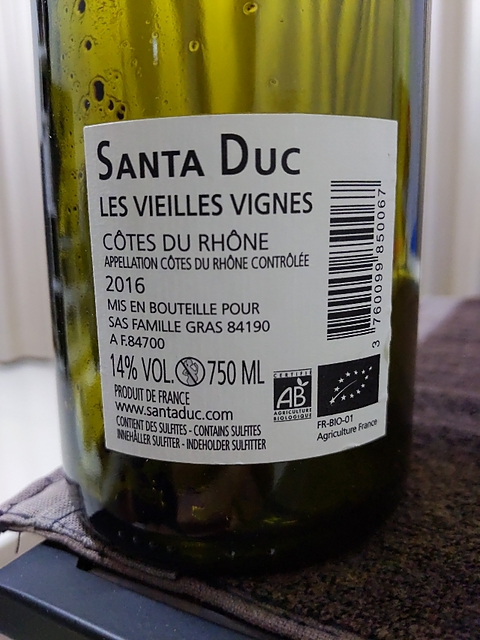 SANTA DUC
LES VIEILLES VIGNES
CÔTES DU RHÔNE
APPELLATION CÔTES DU RHÔNE CONTRÔLÉE
2016
MIS EN BOUTEILLE POUR
SAS FAMILLE GRAS 84190
A F.84700
14% VOL. 750 ML
PRODUIT DE FRANCE
www.santaduc.com
CONTIENT DES SULFITES - CONTAINS SULFITES
INNEHÅLLER SULFITER - INDEHOLDER SULFITTER
3 760099 850067
CERTIFIÉ
AB
AGRICULTURE
BIOLOGIQUE
FR-BIO-01
Agriculture France